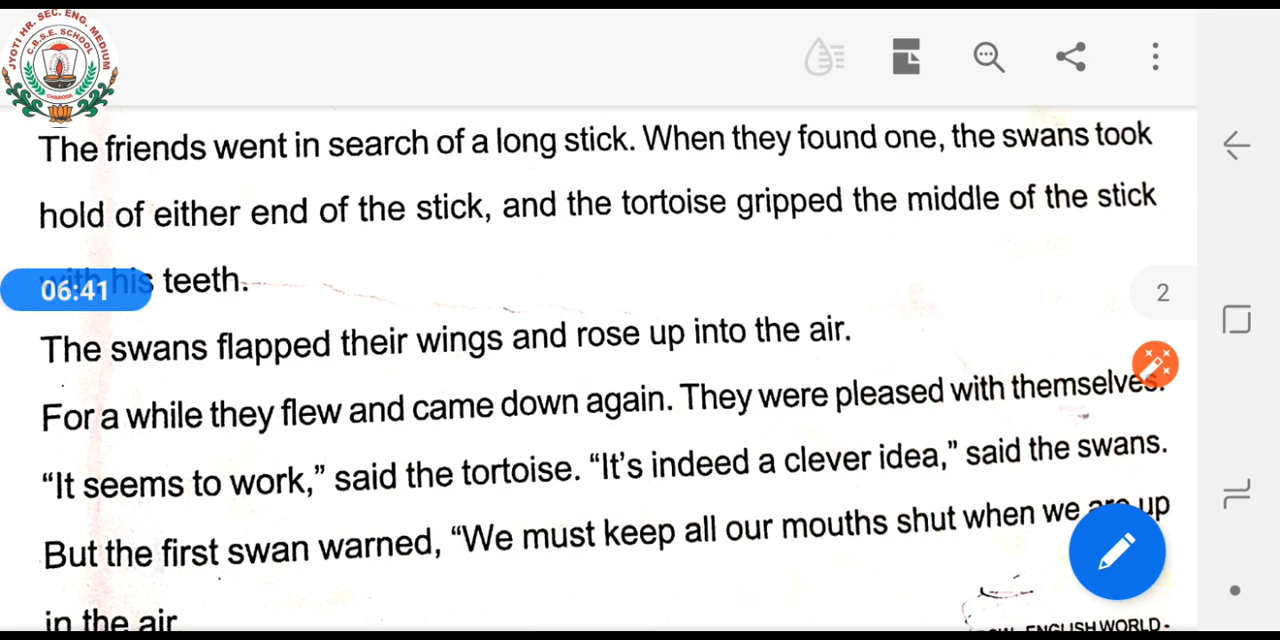 JYOTI HR. SEC. ENG. MEDIUM
C.B.S.E. SCHOOL
CHARODA
The friends went in search of a long stick. When they found one, the swans took
hold of either end of the stick, and the tortoise gripped the middle of the stick
with his teeth.
06:41
2
The swans flapped their wings and rose up into the air.
For a while they flew and came down again. They were pleased with themselves.
“It seems to work,” said the tortoise. “It's indeed a clever idea,” said the swans.
But the first swan warned, “We must keep all our mouths shut when we are up
in the air
ENGLISH WORLD -